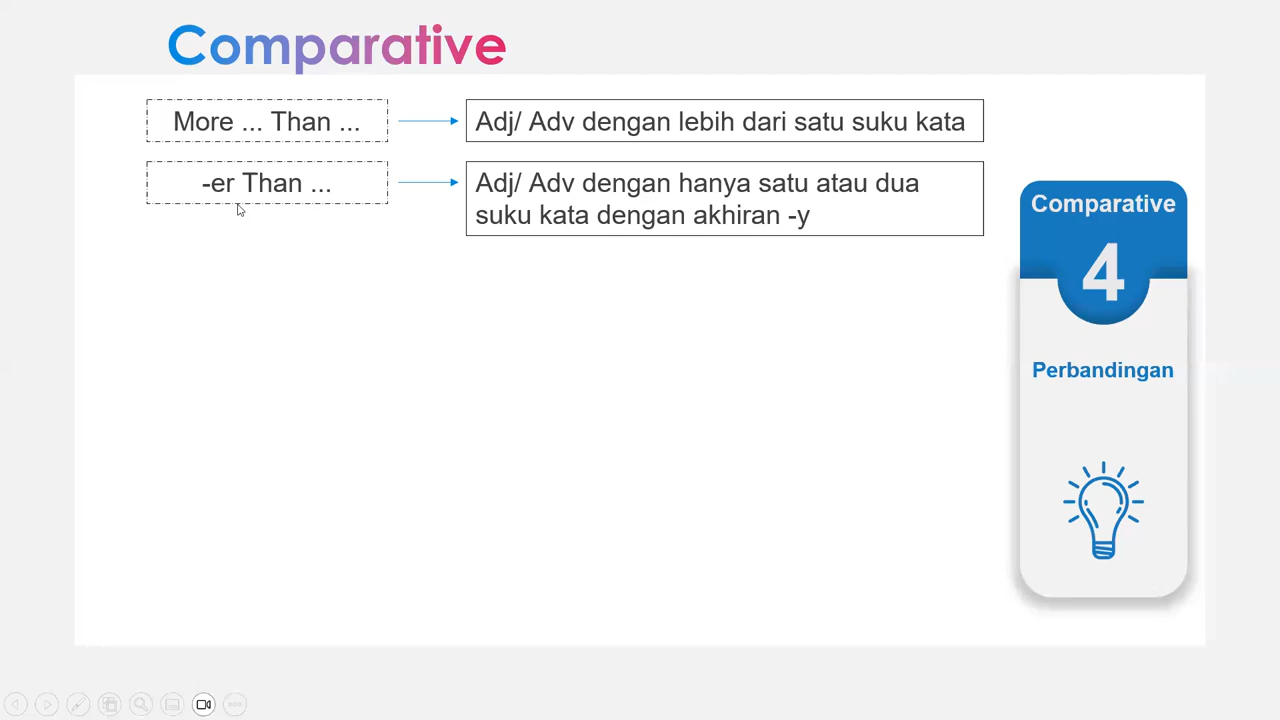 Comparative
More ... Than ...
Adj/ Adv dengan lebih dari satu suku kata
-er Than ...
Adj/ Adv dengan hanya satu atau dua
suku kata dengan akhiran -y
Comparative
4
Perbandingan